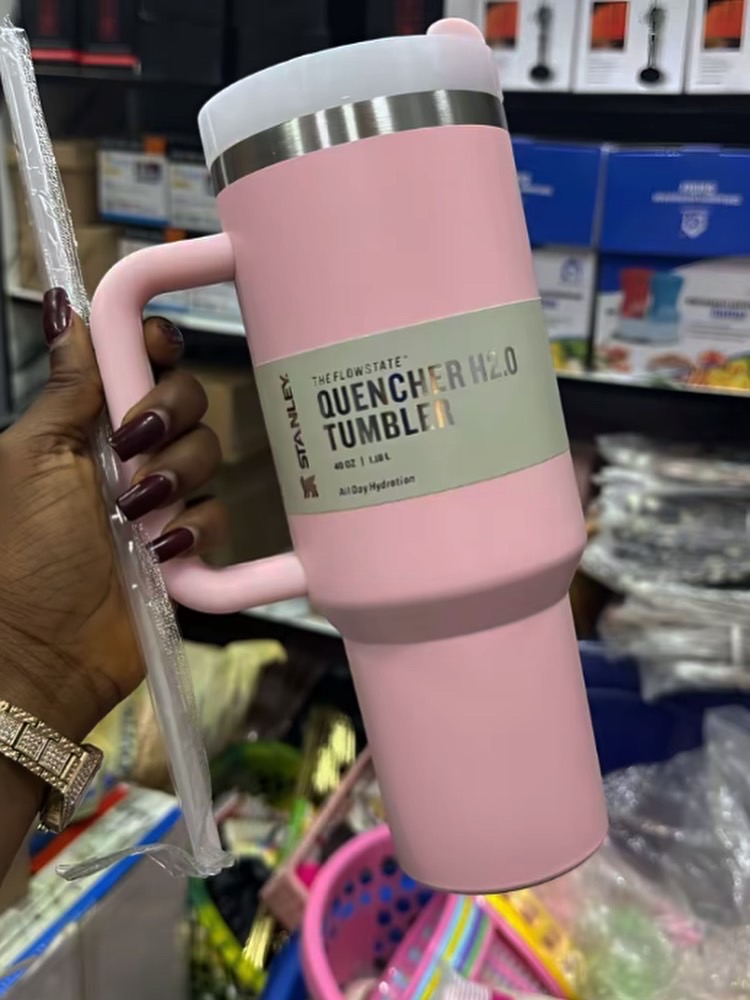 STANLEY
THE FLOWSTATE™
QUENCHER H2.0
TUMBLER
40 OZ | 1.18 L
All Day Hydration